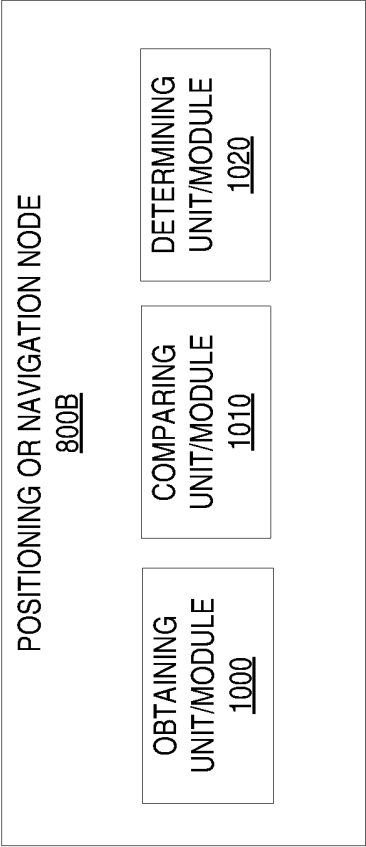 POSITIONING OR NAVIGATION NODE
800B
OBTAINING
UNIT/MODULE
1000
COMPARING
UNIT/MODULE
1010
DETERMINING
UNIT/MODULE
1020